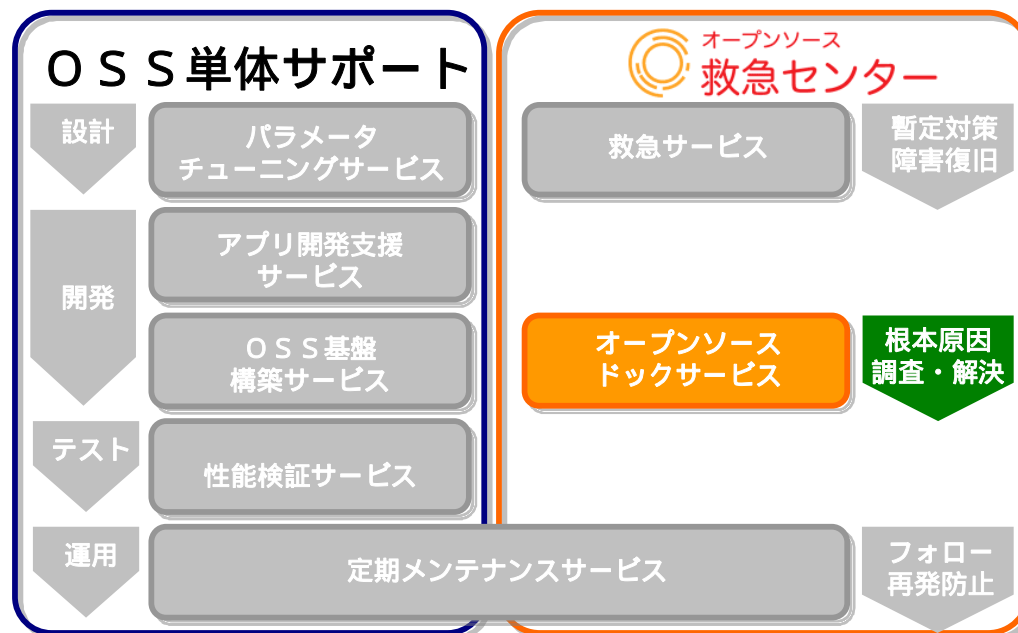 ＯＳＳ単体サポート
設計
パラメータ
チューニングサービス
開発
アプリ開発支援
サービス
ＯＳＳ基盤
構築サービス
テスト
性能検証サービス
運用
定期メンテナンスサービス
オープンソース
救急センター
救急サービス
暫定対策
障害復旧
オープンソース
ドックサービス
根本原因
調査・解決
フォロー
再発防止